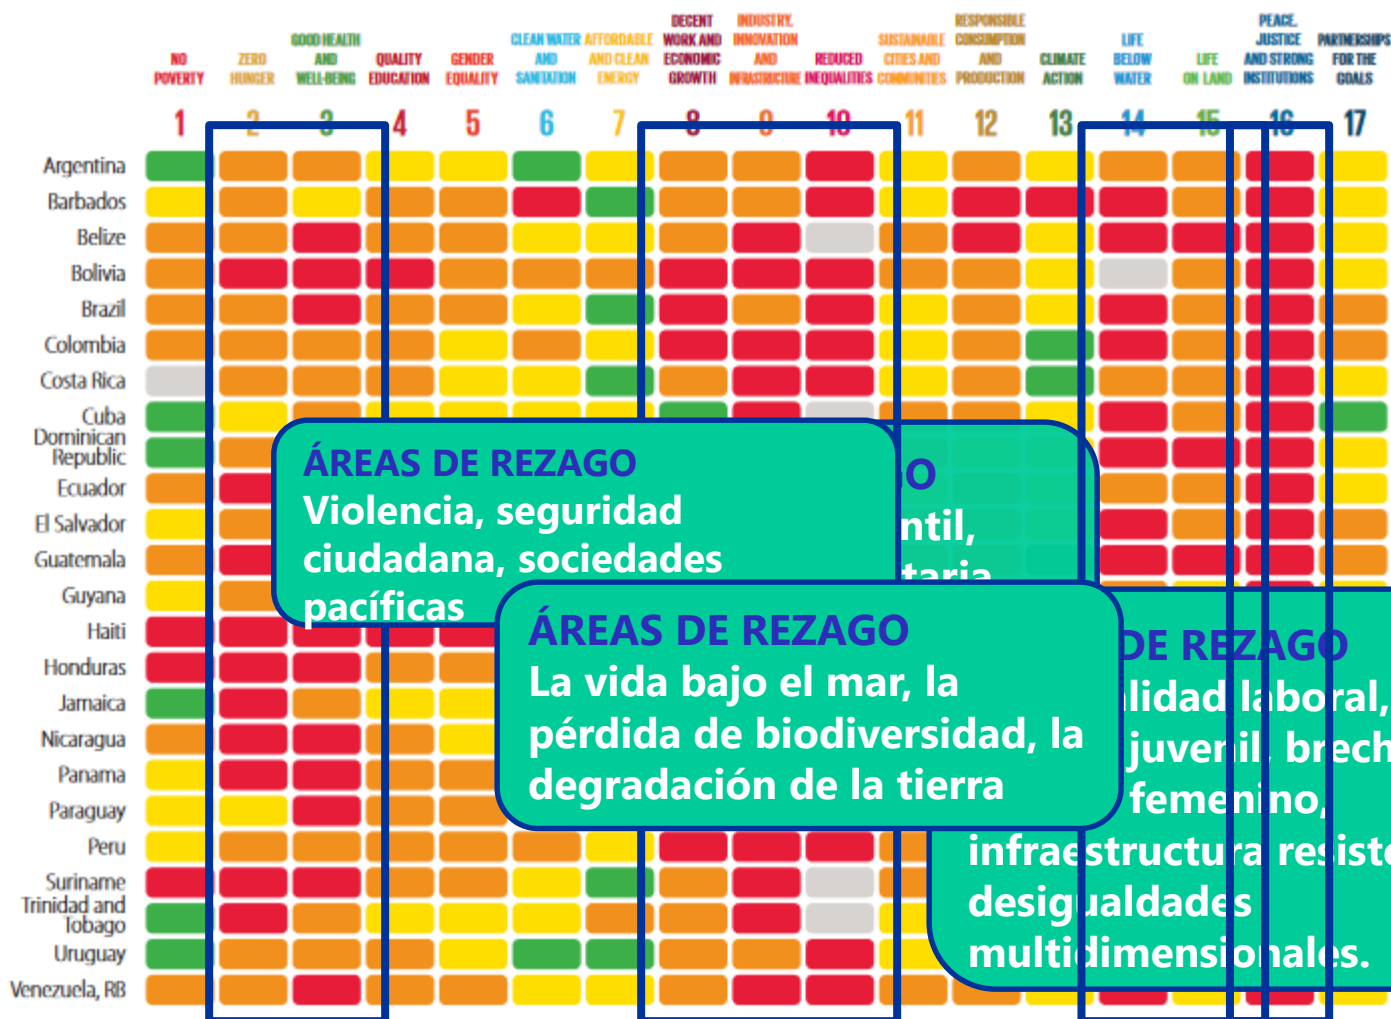 NO
POVERTY
ZERO
HUNGER
GOOD HEALTH
AND
WELL-BEING
QUALITY
EDUCATION
GENDER
EQUALITY
CLEAN WATER
AND
SANITATION
AFFORDABLE
AND CLEAN
ENERGY
DECENT
WORK AND
ECONOMIC
GROWTH
INDUSTRY,
INNOVATION
AND
INFRASTRUCTURE
REDUCED
INEQUALITIES
SUSTAINABLE
CITIES AND
COMMUNITIES
RESPONSIBLE
CONSUMPTION
AND
PRODUCTION
CLIMATE
ACTION
LIFE
BELOW
WATER
LIFE
ON LAND
PEACE,
JUSTICE
AND STRONG
INSTITUTIONS
PARTNERSHIPS
FOR THE
GOALS
1 2 3 4 5 6 7 8 9 10 11 12 13 14 15 16 17
Argentina
Barbados
Belize
Bolivia
Brazil
Colombia
Costa Rica
Cuba
Dominican
Republic
Ecuador
El Salvador
Guatemala
Guyana
Haiti
Honduras
Jamaica
Nicaragua
Panama
Paraguay
Peru
Suriname
Trinidad and
Tobago
Uruguay
Venezuela, RB
ÁREAS DE REZAGO
Violencia, seguridad
ciudadana, sociedades
pacíficas
ÁREAS DE REZAGO
La vida bajo el mar, la
pérdida de biodiversidad, la
degradación de la tierra
DE REZAGO
laboral,
juvenil, brech
femenino,
infraestructura resiste
desigualdades
multidimensionales.